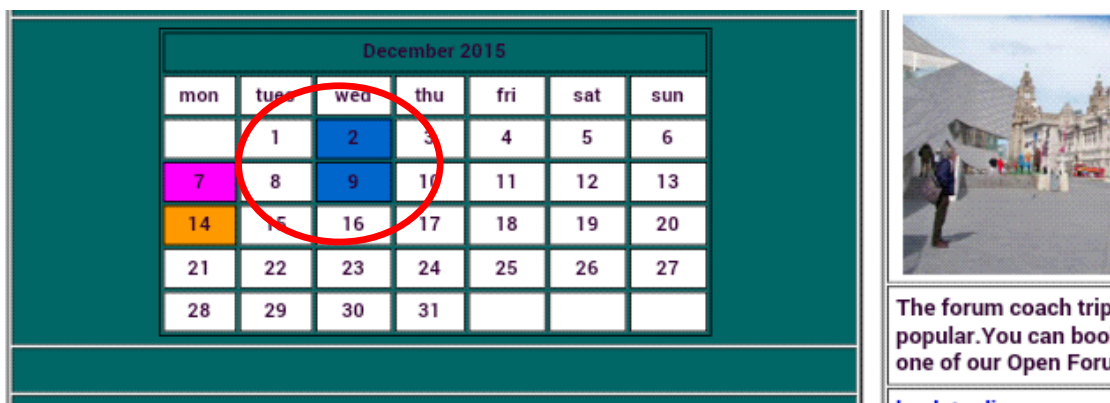 December 2015
mon tues wed thu fri sat sun
1 2 3 4 5 6
7 8 9 10 11 12 13
14 15 16 17 18 19 20
21 22 23 24 25 26 27
28 29 30 31
The forum coach trip
popular.You can boo
one of our Open Foru